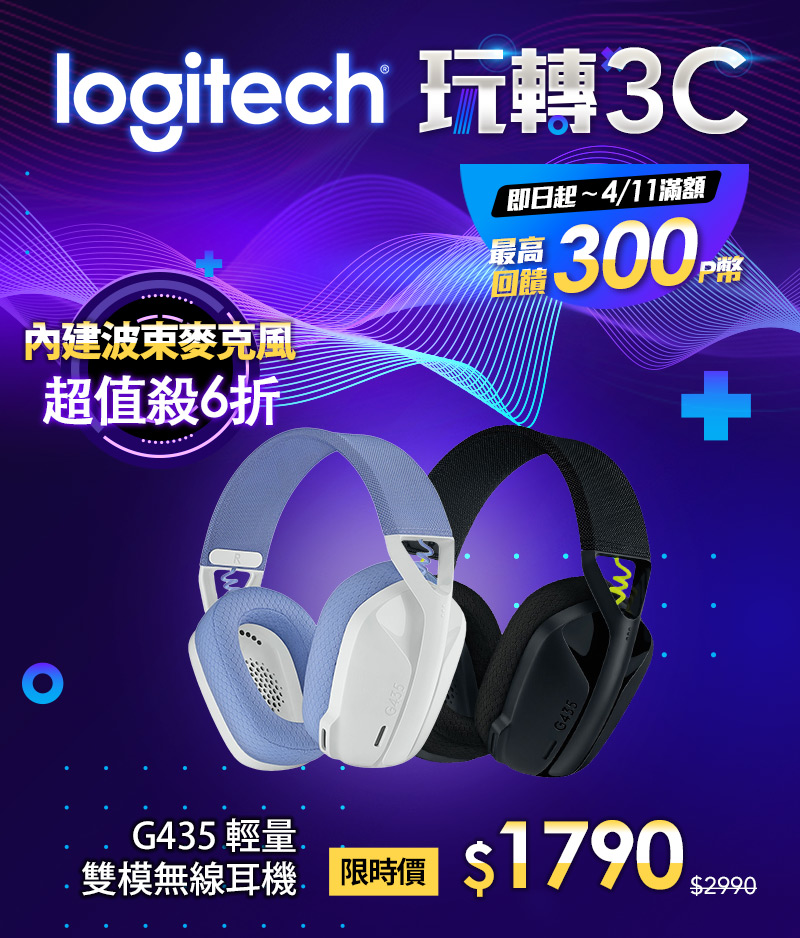 logitech® 玩轉3C
即日起~4/11滿額
最高
回饋 300 P幣
內建波束麥克風
超值殺6折
R
G435
G435
G435 輕量
雙模無線耳機
限時價 $1790 $2990